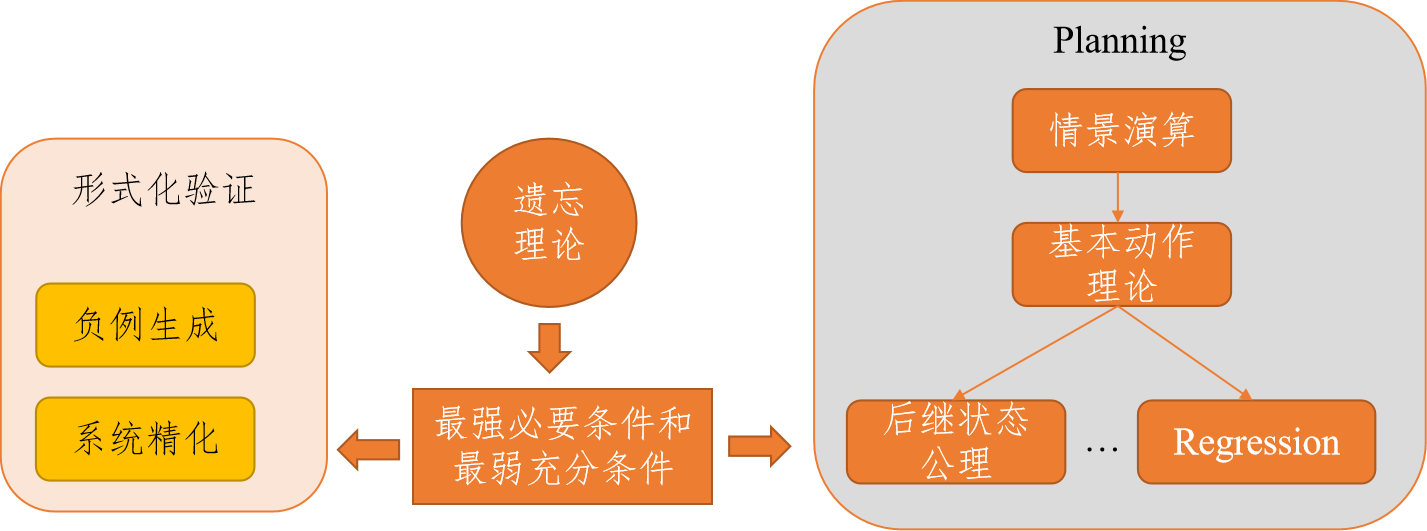 形式化验证
负例生成
系统精化
遗忘
理论
最强必要条件和
最弱充分条件
Planning
情景演算
基本动作
理论
后继状态
公理
...
Regression